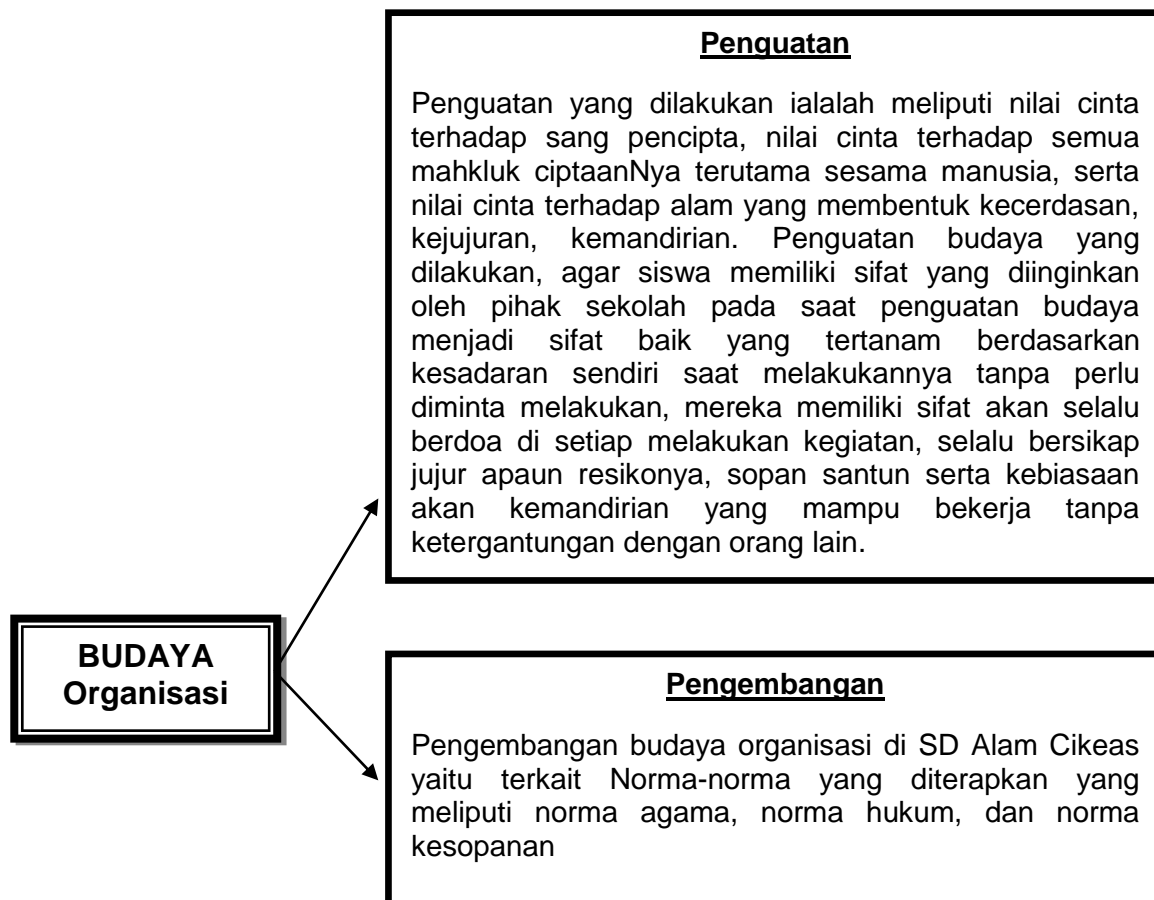 Penguatan
Penguatan yang dilakukan ialalah meliputi nilai cinta
terhadap sang pencipta, nilai cinta terhadap semua
mahkluk ciptaanNya terutama sesama manusia, serta
nilai cinta terhadap alam yang membentuk kecerdasan,
kejujuran, kemandirian. Penguatan budaya yang
dilakukan, agar siswa memiliki sifat yang diinginkan
oleh pihak sekolah pada saat penguatan budaya
menjadi sifat baik yang tertanam berdasarkan
kesadaran sendiri saat melakukannya tanpa perlu
diminta melakukan, mereka memiliki sifat akan selalu
berdoa di setiap melakukan kegiatan, selalu bersikap
jujur apaun resikonya, sopan santun serta kebiasaan
akan kemandirian yang mampu bekerja tanpa
ketergantungan dengan orang lain.
BUDAYA
Organisasi
Pengembangan
Pengembangan budaya organisasi di SD Alam Cikeas
yaitu terkait Norma-norma yang diterapkan yang
meliputi norma agama, norma hukum, dan norma
kesopanan